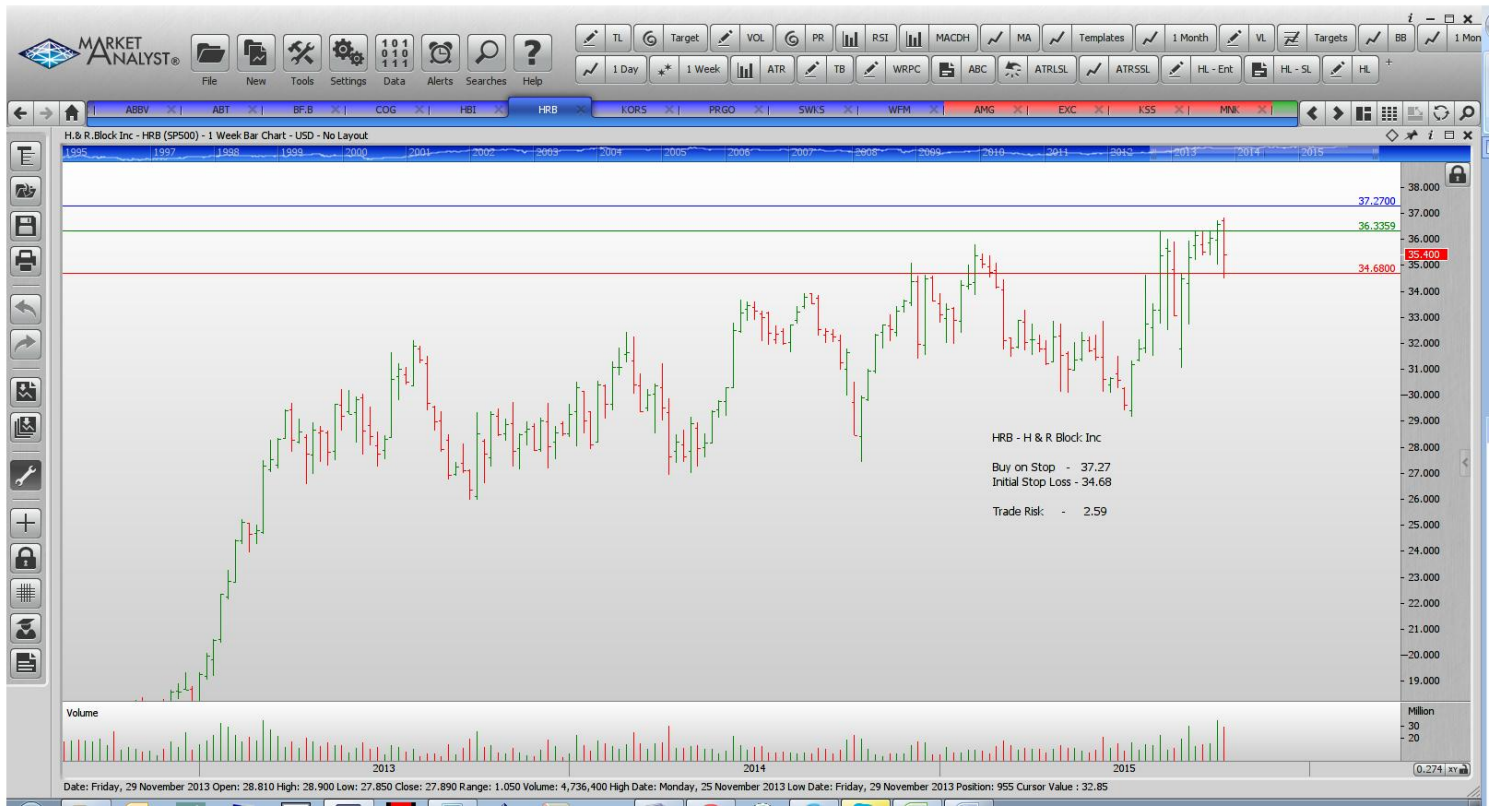 i
MARKET ANALYST®
File
New
Tools
Settings
Data
Alerts
Searches
Help
TL
Target
VOL
PR
RSI
MACDH
MA
Templates
1 Month
VL
Targets
BB
1 Mon
1 Day
1 Week
ATR
TB
WRPC
ABC
ATRLSL
ATRSSL
HL - Ent
HL - SL
HL
ABBV
ABT
BF.B
COG
HBI
HRB
KORS
PRGO
SWKS
WFM
AMG
EXC
KSS
MNK
H.& R.Block Inc - HRB (SP500) - 1 Week Bar Chart - USD - No Layout
1995 1997 1998 1999 2000 2001 2002 2003 2004 2005 2006 2007 2008 2009 2010 2011 2012 2013 2014 2015
38.000
37.2700
37.000
36.3359
36.000
35.400
35.000
34.6800
34.000
33.000
32.000
31.000
30.000
29.000
28.000
27.000
26.000
25.000
24.000
23.000
22.000
21.000
20.000
19.000
HRB - H & R Block Inc
Buy on Stop - 37.27
Initial Stop Loss - 34.68
Trade Risk - 2.59
Volume
Million
30
20
2013 2014 2015
0.274 XY
Date: Friday, 29 November 2013 Open: 28.810 High: 28.900 Low: 27.850 Close: 27.890 Range: 1.050 Volume: 4,736,400 High Date: Monday, 25 November 2013 Low Date: Friday, 29 November 2013 Position: 955 Cursor Value : 32.85